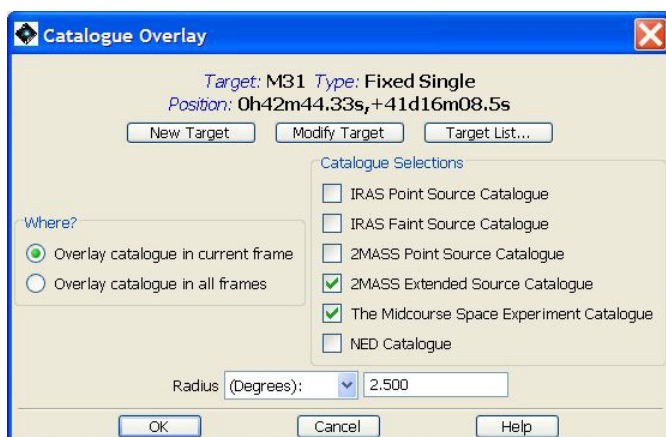 Catalogue Overlay
Target: M31 Type: Fixed Single
Position: 0h42m44.33s,+41d16m08.5s
New Target Modify Target Target List...
Catalogue Selections
IRAS Point Source Catalogue
IRAS Faint Source Catalogue
Where?
2MASS Point Source Catalogue
Overlay catalogue in current frame
2MASS Extended Source Catalogue
Overlay catalogue in all frames
The Midcourse Space Experiment Catalogue
NED Catalogue
Radius (Degrees): 2.500
OK Cancel Help